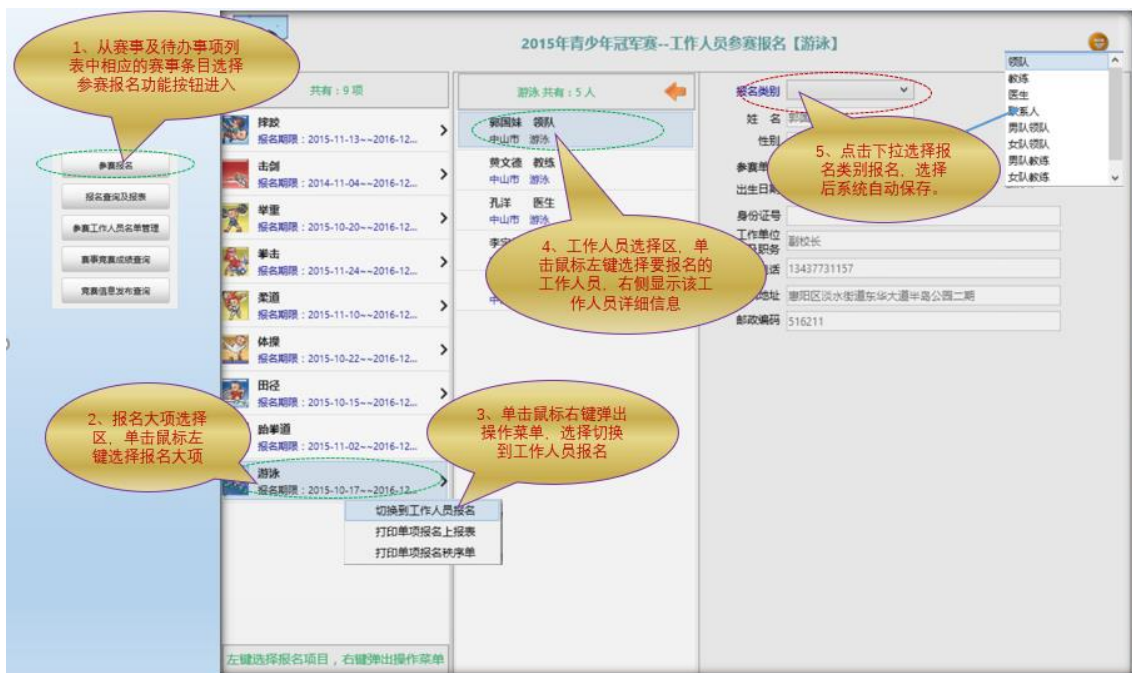 1、从赛事及待办事项列
表中相应的赛事条目选择
参赛报名功能按钮进入
参赛报名
报名查询及报表
参赛工作人员名单管理
赛事竞赛成绩查询
竞赛信息发布查询
2、报名大项选择
区，单击鼠标左
键选择报名大项
2015年青少年冠军赛--工作人员参赛报名【游泳】
共有：9项
摔跤
报名期限：2015-11-13~~2016-12...
击剑
报名期限：2014-11-04~~2016-12...
举重
报名期限：2015-10-20~~2016-12...
拳击
报名期限：2015-11-24~~2016-12...
柔道
报名期限：2015-11-10~~2016-12...
体操
报名期限：2015-10-22~~2016-12...
田径
报名期限：2015-10-15~~2016-12...
跆拳道
报名期限：2015-11-02~~2016-12...
游泳
报名期限：2015-10-17~~2016-12...
切换到工作人员报名
打印单项报名上报表
打印单项报名秩序单
左键选择报名项目，右键弹出操作菜单
3、单击鼠标右键弹出
操作菜单，选择切换
到工作人员报名
游泳 共有：5人
郭国妹 领队
中山市 游泳
黄文德 教练
中山市 游泳
孔洋 医生
中山市 游泳
4、工作人员选择区，单
击鼠标左键选择要报名的
工作人员，右侧显示该工
作人员详细信息
报名类别
姓 名
性别
参赛单
出生日期
身份证号
工作单位
职务 副校长
话 13437731157
地址 惠阳区淡水街道东华大道半岛公园二期
邮政编码 516211
5、点击下拉选择报
名类别报名，选择
后系统自动保存。
领队
教练
医生
联系人
男队领队
女队领队
男队教练
女队教练